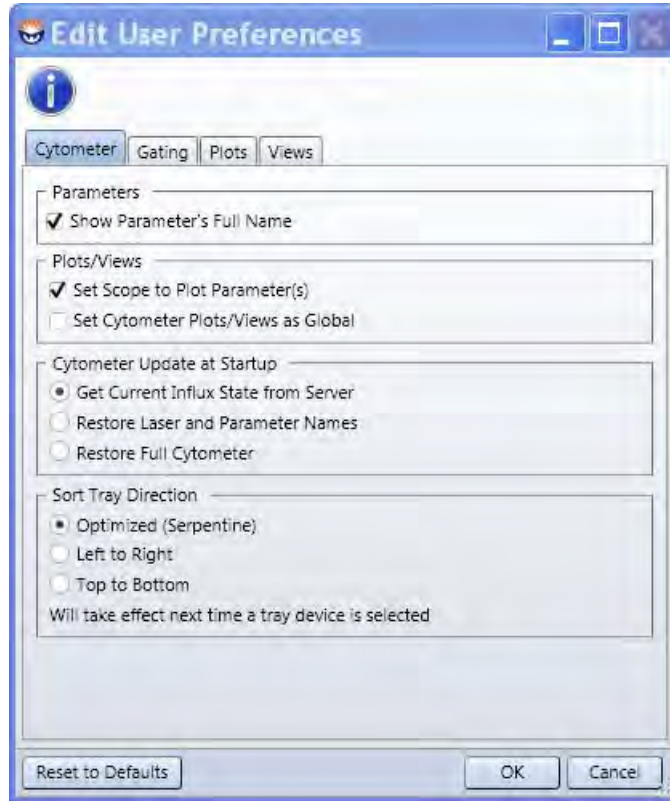 Edit User Preferences
i
Cytometer Gating Plots Views
Parameters
Show Parameter's Full Name
Plots/Views
Set Scope to Plot Parameter(s)
Set Cytometer Plots/Views as Global
Cytometer Update at Startup
Get Current Influx State from Server
Restore Laser and Parameter Names
Restore Full Cytometer
Sort Tray Direction
Optimized (Serpentine)
Left to Right
Top to Bottom
Will take effect next time a tray device is selected
Reset to Defaults OK Cancel